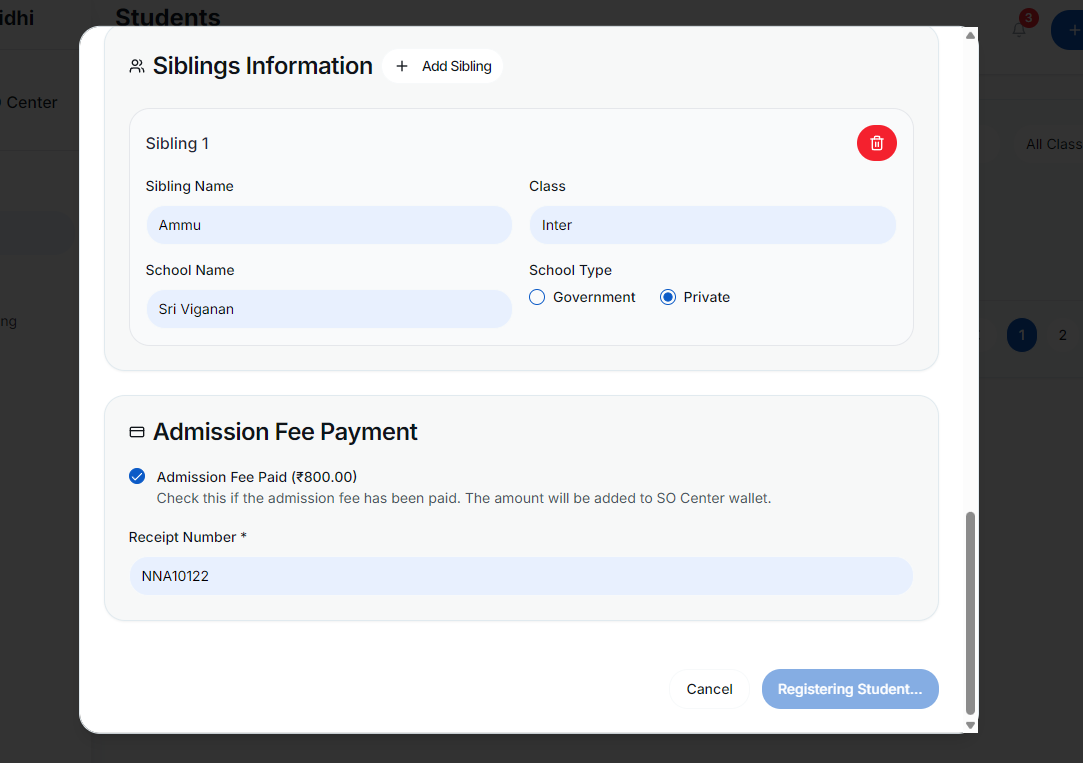 idhi
Students
3
Center
All Class
ng
1
2
Siblings Information
Add Sibling
Sibling 1
Sibling Name
Class
Ammu
Inter
School Name
School Type
Sri Viganan
Government
Private
Admission Fee Payment
Admission Fee Paid (₹800.00)
Check this if the admission fee has been paid. The amount will be added to SO Center wallet.
Receipt Number *
NNA10122
Cancel
Registering Student...